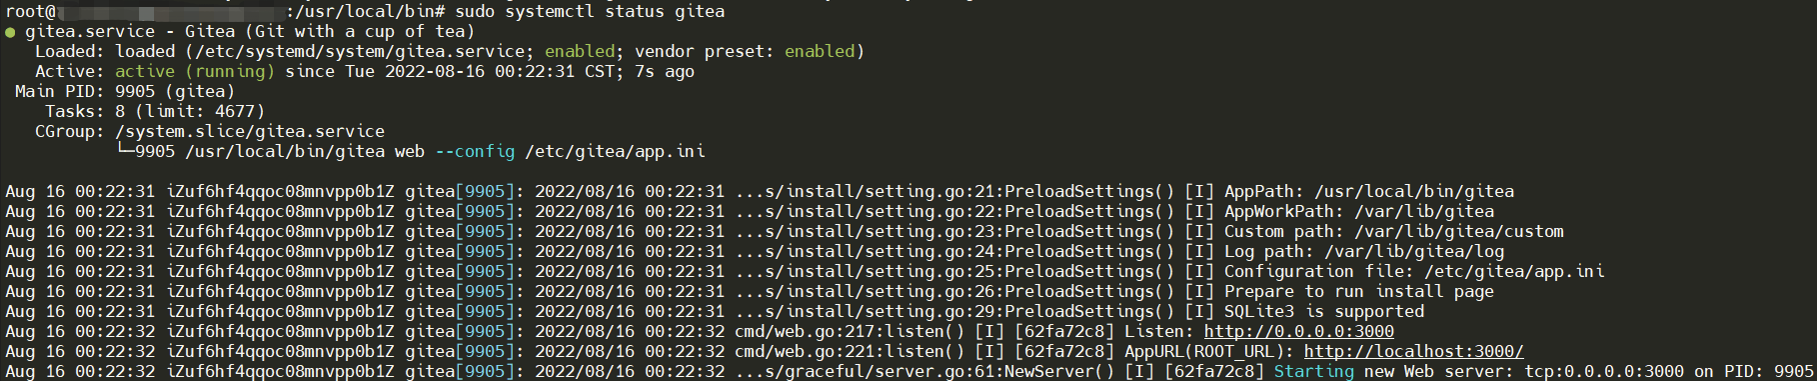 root@:/usr/local/bin# sudo systemctl status gitea
● gitea.service - Gitea (Git with a cup of tea)
Loaded: loaded (/etc/systemd/system/gitea.service; enabled; vendor preset: enabled)
Active: active (running) since Tue 2022-08-16 00:22:31 CST; 7s ago
Main PID: 9905 (gitea)
Tasks: 8 (limit: 4677)
CGroup: /system.slice/gitea.service
└─9905 /usr/local/bin/gitea web --config /etc/gitea/app.ini
Aug 16 00:22:31 iZuf6hf4qqoc08mnvpp0b1Z gitea[9905]: 2022/08/16 00:22:31 ...s/install/setting.go:21:PreloadSettings() [I] AppPath: /usr/local/bin/gitea
Aug 16 00:22:31 iZuf6hf4qqoc08mnvpp0b1Z gitea[9905]: 2022/08/16 00:22:31 ...s/install/setting.go:22:PreloadSettings() [I] AppWorkPath: /var/lib/gitea
Aug 16 00:22:31 iZuf6hf4qqoc08mnvpp0b1Z gitea[9905]: 2022/08/16 00:22:31 ...s/install/setting.go:23:PreloadSettings() [I] Custom path: /var/lib/gitea/custom
Aug 16 00:22:31 iZuf6hf4qqoc08mnvpp0b1Z gitea[9905]: 2022/08/16 00:22:31 ...s/install/setting.go:24:PreloadSettings() [I] Log path: /var/lib/gitea/log
Aug 16 00:22:31 iZuf6hf4qqoc08mnvpp0b1Z gitea[9905]: 2022/08/16 00:22:31 ...s/install/setting.go:25:PreloadSettings() [I] Configuration file: /etc/gitea/app.ini
Aug 16 00:22:31 iZuf6hf4qqoc08mnvpp0b1Z gitea[9905]: 2022/08/16 00:22:31 ...s/install/setting.go:26:PreloadSettings() [I] Prepare to run install page
Aug 16 00:22:31 iZuf6hf4qqoc08mnvpp0b1Z gitea[9905]: 2022/08/16 00:22:31 ...s/install/setting.go:29:PreloadSettings() [I] SQLite3 is supported
Aug 16 00:22:32 iZuf6hf4qqoc08mnvpp0b1Z gitea[9905]: 2022/08/16 00:22:32 cmd/web.go:217:listen() [I] [62fa72c8] Listen: http://0.0.0.0:3000
Aug 16 00:22:32 iZuf6hf4qqoc08mnvpp0b1Z gitea[9905]: 2022/08/16 00:22:32 cmd/web.go:221:listen() [I] [62fa72c8] AppURL(ROOT_URL): http://localhost:3000/
Aug 16 00:22:32 iZuf6hf4qqoc08mnvpp0b1Z gitea[9905]: 2022/08/16 00:22:32 ...s/graceful/server.go:61:NewServer() [I] [62fa72c8] Starting new Web server: tcp:0.0.0.0:3000 on PID: 9905